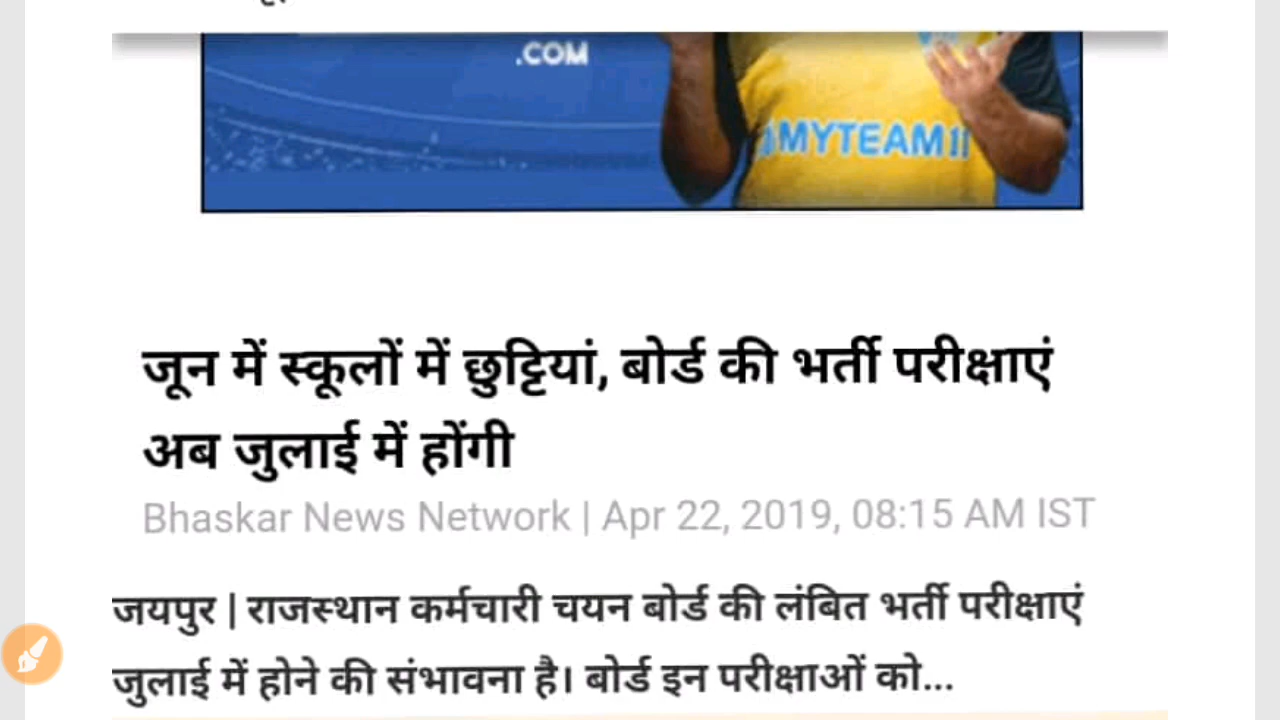 .COM
MYTEAM11
जून में स्कूलों में छुट्टियां, बोर्ड की भर्ती परीक्षाएं
अब जुलाई में होंगी
Bhaskar News Network | Apr 22, 2019, 08:15 AM IST
जयपुर | राजस्थान कर्मचारी चयन बोर्ड की लंबित भर्ती परीक्षाएं
जुलाई में होने की संभावना है। बोर्ड इन परीक्षाओं को...